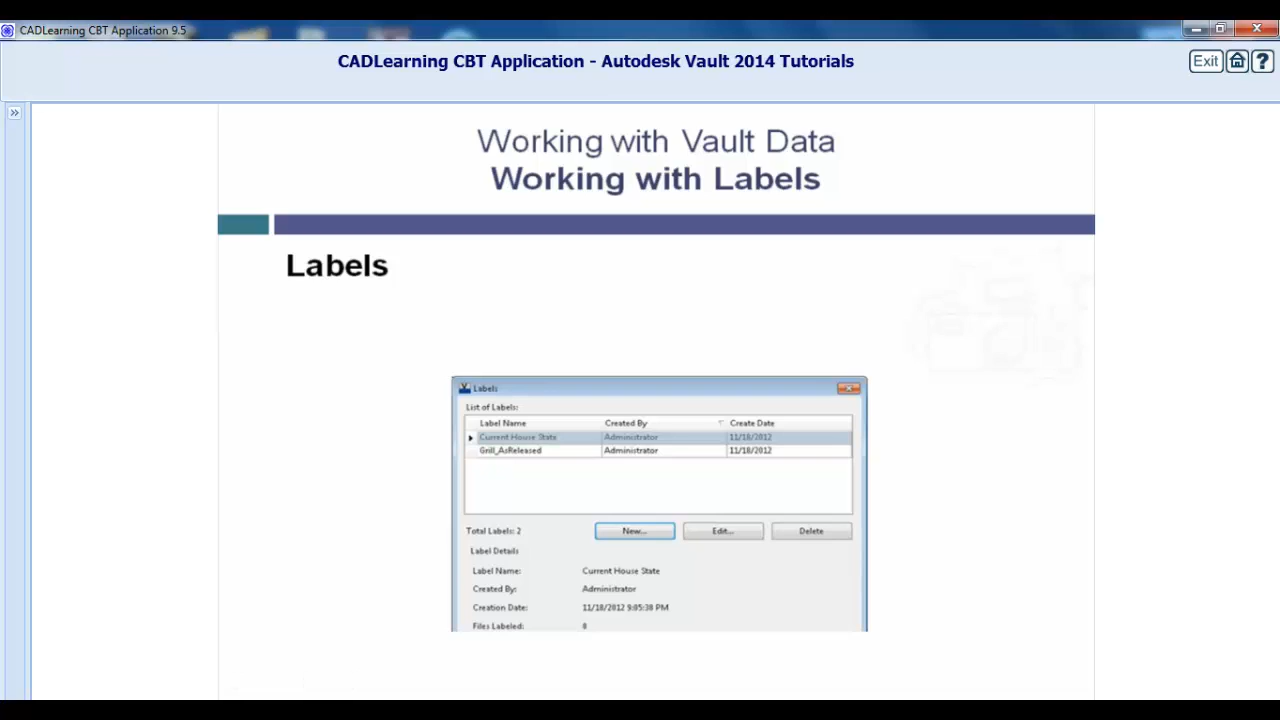 CADLearning CBT Application 9.5
CADLearning CBT Application - Autodesk Vault 2014 Tutorials
Exit
?
Working with Vault Data
Working with Labels
Labels
Labels
List of Labels:
Label Name Created By Create Date
Current House State Administrator 11/18/2012
Grill_AsReleased Administrator 11/18/2012
Total Labels: 2 New... Edit... Delete
Label Details
Label Name: Current House State
Created By: Administrator
Creation Date: 11/18/2012 9:05:38 PM
Files Labeled: 8